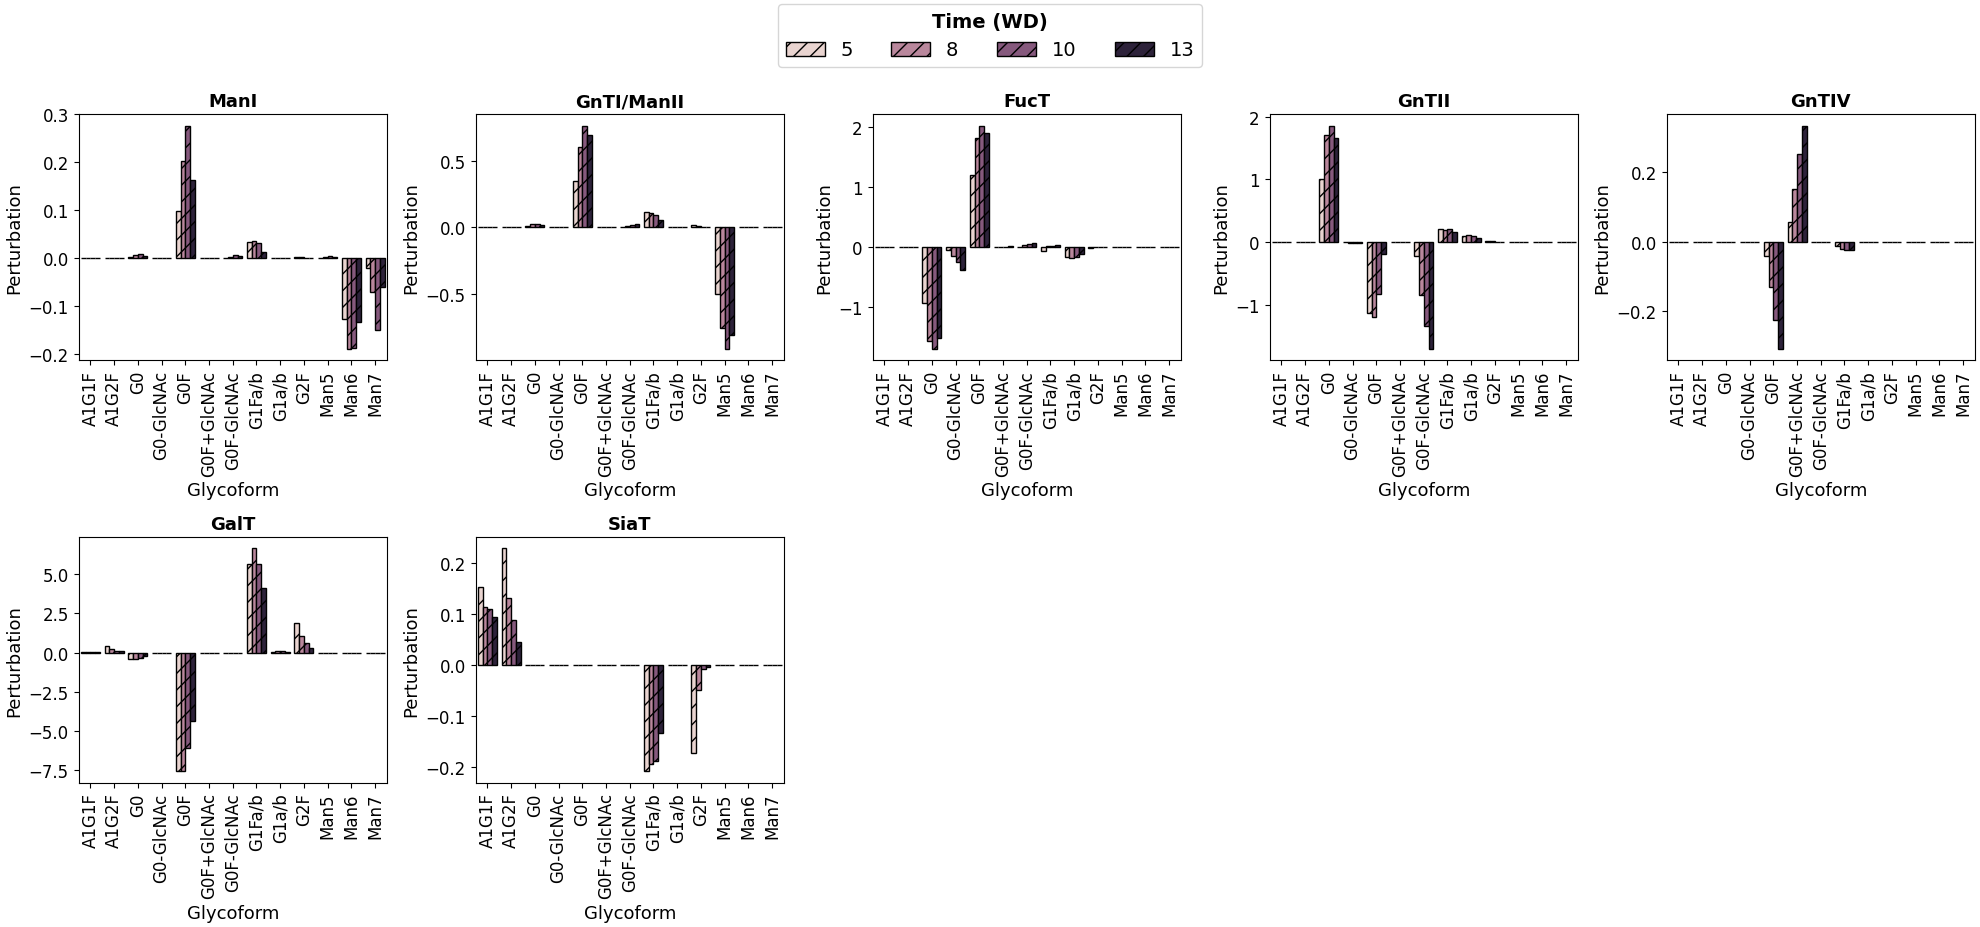 Time (WD)
5 8 10 13
ManI
GnTI/ManII
FucT
GnTII
GnTIV
Perturbation
0.3
0.2
0.1
0.0
−0.1
−0.2
A1G1F
A1G2F
G0
G0-GlcNAc
G0F
G0F+GlcNAc
G0F-GlcNAc
G1Fa/b
G1a/b
G2F
Man5
Man6
Man7
Glycoform
Perturbation
0.5
0.0
−0.5
A1G1F
A1G2F
G0
G0-GlcNAc
G0F
G0F+GlcNAc
G0F-GlcNAc
G1Fa/b
G1a/b
G2F
Man5
Man6
Man7
Glycoform
Perturbation
2
1
0
−1
A1G1F
A1G2F
G0
G0-GlcNAc
G0F
G0F+GlcNAc
G0F-GlcNAc
G1Fa/b
G1a/b
G2F
Man5
Man6
Man7
Glycoform
Perturbation
2
1
0
−1
A1G1F
A1G2F
G0
G0-GlcNAc
G0F
G0F+GlcNAc
G0F-GlcNAc
G1Fa/b
G1a/b
G2F
Man5
Man6
Man7
Glycoform
Perturbation
0.2
0.0
−0.2
A1G1F
A1G2F
G0
G0-GlcNAc
G0F
G0F+GlcNAc
G0F-GlcNAc
G1Fa/b
G1a/b
G2F
Man5
Man6
Man7
Glycoform
GalT
SiaT
Perturbation
5.0
2.5
0.0
−2.5
−5.0
−7.5
A1G1F
A1G2F
G0
G0-GlcNAc
G0F
G0F+GlcNAc
G0F-GlcNAc
G1Fa/b
G1a/b
G2F
Man5
Man6
Man7
Glycoform
Perturbation
0.2
0.1
0.0
−0.1
−0.2
A1G1F
A1G2F
G0
G0-GlcNAc
G0F
G0F+GlcNAc
G0F-GlcNAc
G1Fa/b
G1a/b
G2F
Man5
Man6
Man7
Glycoform